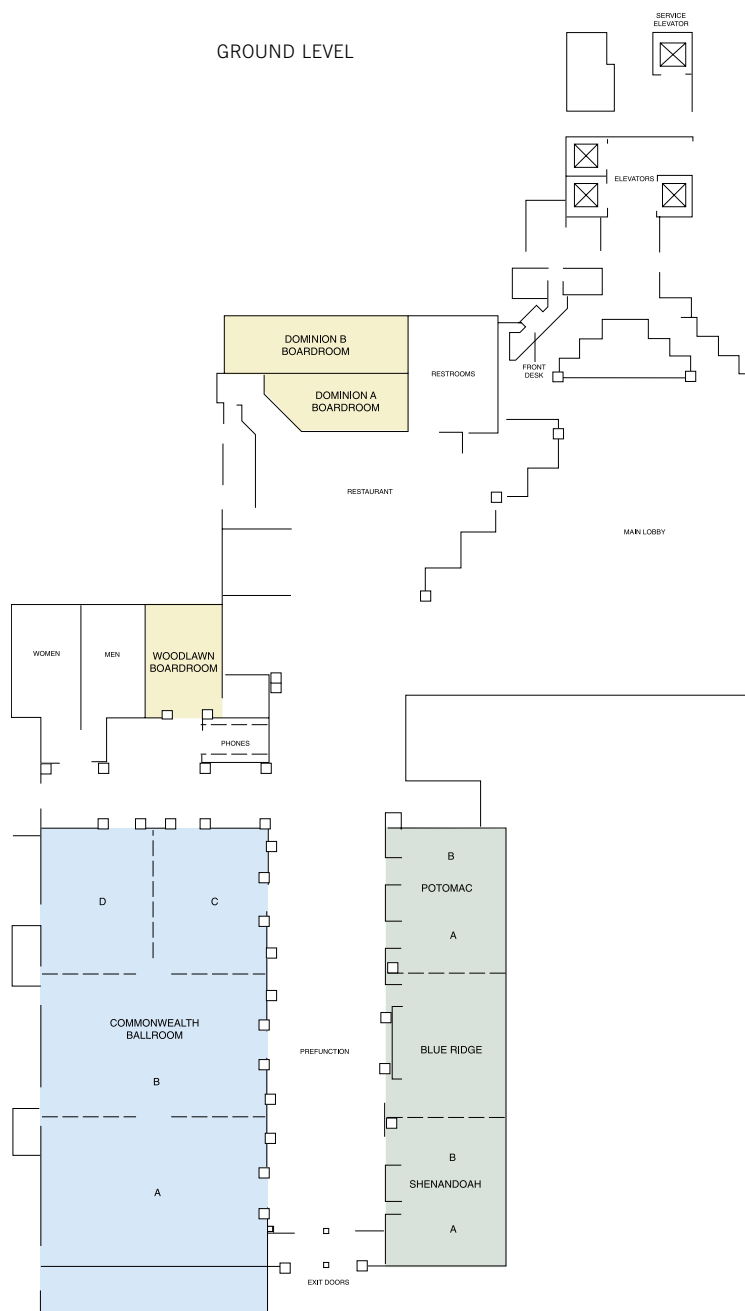 SERVICE
ELEVATOR
GROUND LEVEL
ELEVATORS
DOMINION B
BOARDROOM
RESTROOMS
FRONT
DESK
DOMINION A
BOARDROOM
RESTAURANT
MAIN LOBBY
WOMEN
MEN
WOODLAWN
BOARDROOM
PHONES
B
POTOMAC
D
C
A
COMMONWEALTH
BALLROOM
PREFUNCTION
BLUE RIDGE
B
B
SHENANDOAH
A
A
EXIT DOORS